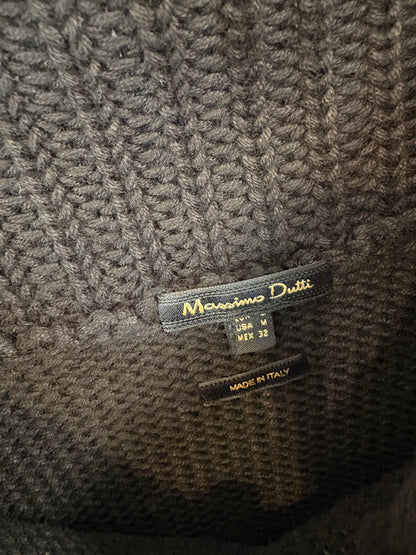 Massimo Dutti
USA M
MEX 32
MADE IN ITALY